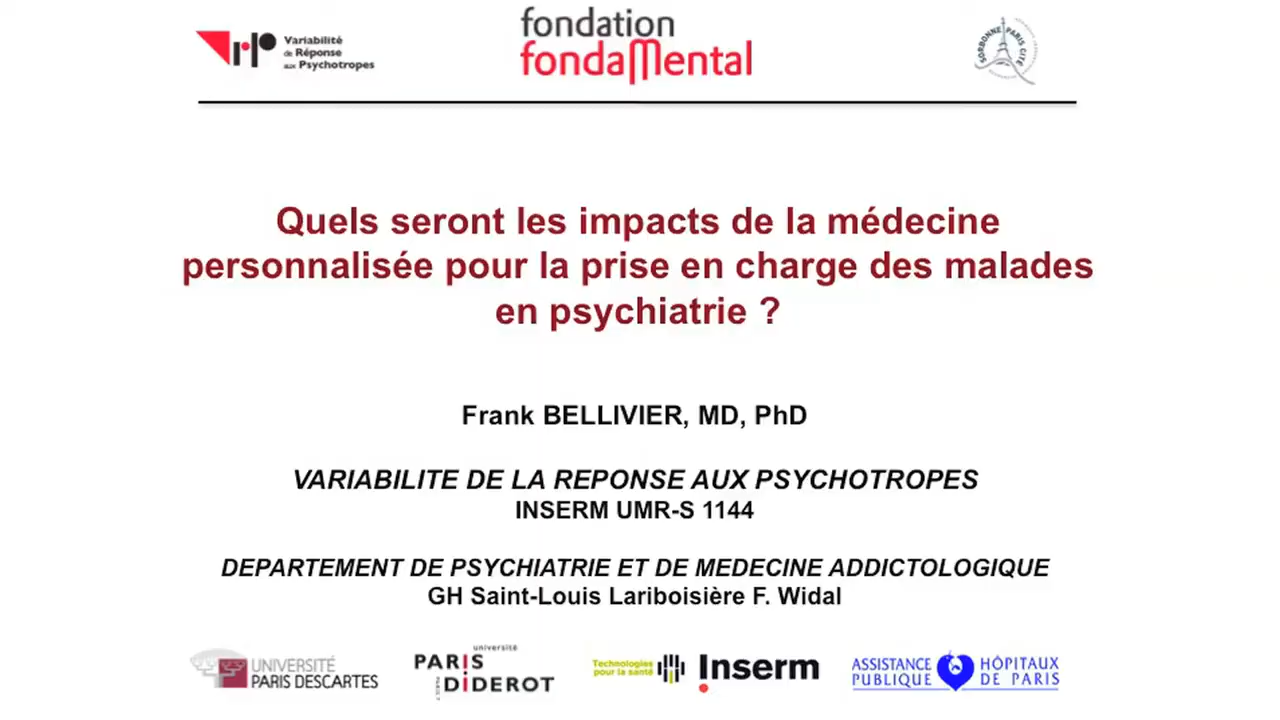 Variabilité
de Réponse
aux Psychotropes
fondation
fondaMental
SORBONNE PARIS CITÉ
Quels seront les impacts de la médecine
personnalisée pour la prise en charge des malades
en psychiatrie ?
Frank BELLIVIER, MD, PhD
VARIABILITE DE LA REPONSE AUX PSYCHOTROPES
INSERM UMR-S 1144
DEPARTEMENT DE PSYCHIATRIE ET DE MEDECINE ADDICTOLOGIQUE
GH Saint-Louis Lariboisière F. Widal
UNIVERSITÉ
PARIS DESCARTES
université
PARIS
DIDEROT
Technologies
pour la santé
Inserm
ASSISTANCE
PUBLIQUE
HÔPITAUX
DE PARIS